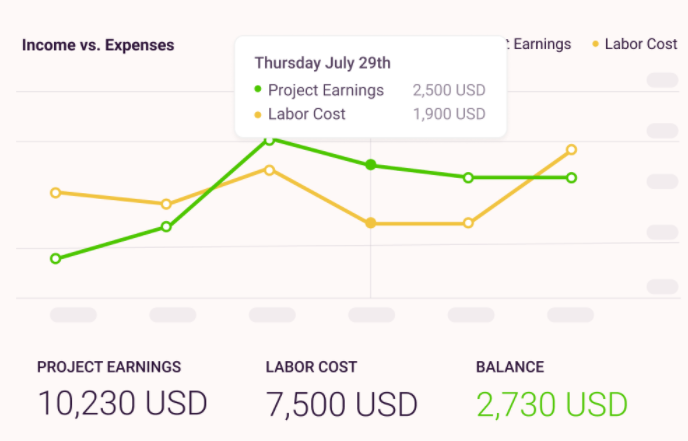 Income vs. Expenses
Earnings
Labor Cost
Thursday July 29th
Project Earnings 2,500 USD
Labor Cost 1,900 USD
PROJECT EARNINGS
10,230 USD
LABOR COST
7,500 USD
BALANCE
2,730 USD